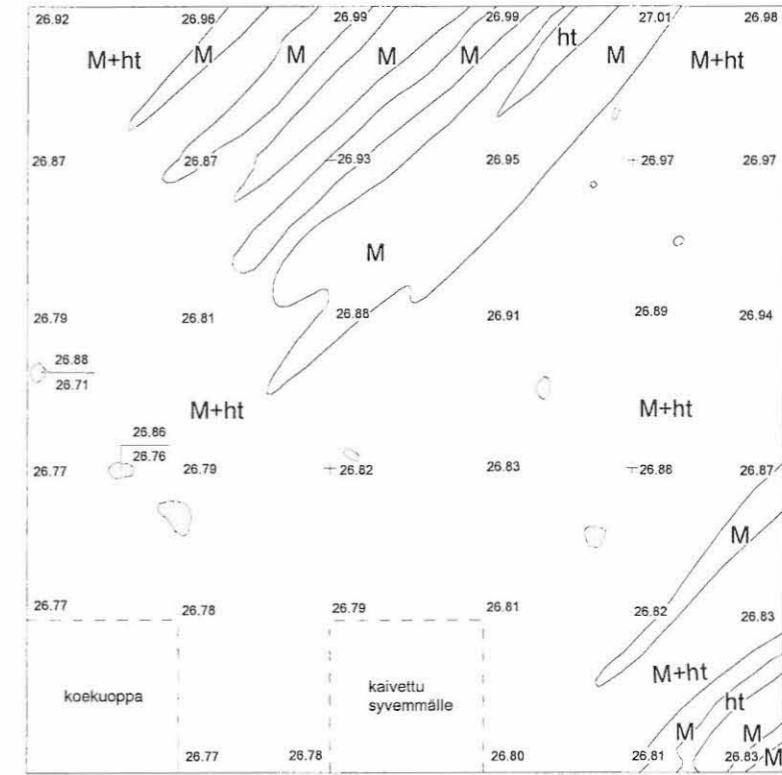 26.92 26.96 26.99 26.99 27.01 26.98
M+ht M M M M ht M M+ht
26.87 26.87 26.93 26.95 26.97 26.97
M
26.79 26.81 26.88 26.91 26.89 26.94
26.88
26.71
M+ht M+ht
26.86
26.76
26.77 26.79 26.82 26.83 26.88 26.87
M
26.77 26.78 26.79 26.81 26.82 26.83
M+ht
koekuoppa kaivettu
syvemmälle
ht
M M
26.77 26.78 26.80 26.81 26.83 M